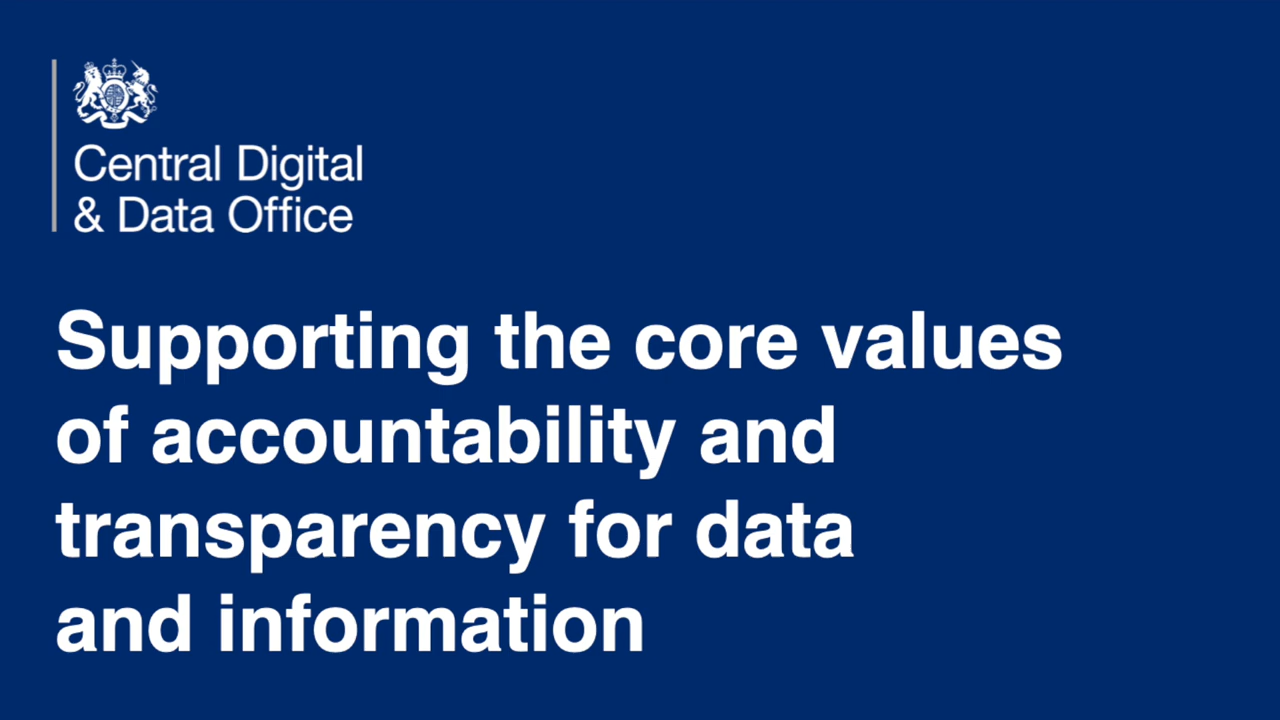 Central Digital
& Data Office
Supporting the core values
of accountability and
transparency for data
and information